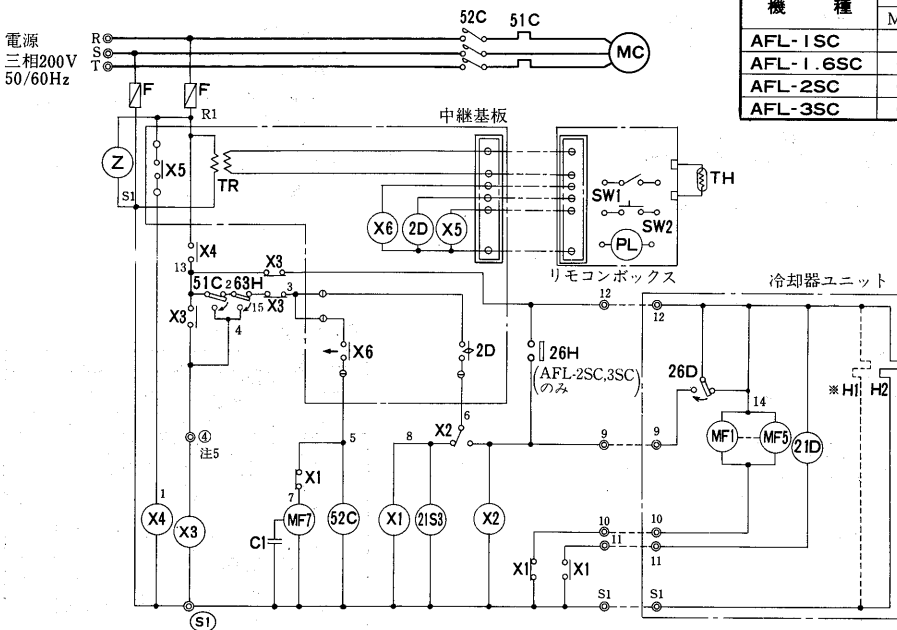 機 種
M
AFL-1SC
AFL-1.6SC
AFL-2SC
AFL-3SC
電源
三相200V
50/60Hz
R
S
T
52C
51C
MC
F
F
R1
Z
S1
X5
TR
中継基板
X6
2D
X5
SW1
SW2
PL
TH
リモコンボックス
冷却器ユニット
X4
13
X3
51C
2
63H
3
15
X3
4
X3
X6
2D
12
12
26H
(AFL-2SC,3SC)
のみ
26D
14
※H1
H2
MF1
MF5
21D
④
注5
5
6
X2
8
9
9
1
X1
7
X4
X3
MF7
C1
52C
X1
21S3
X2
10
10
11
11
X1
X1
S1
S1
S1